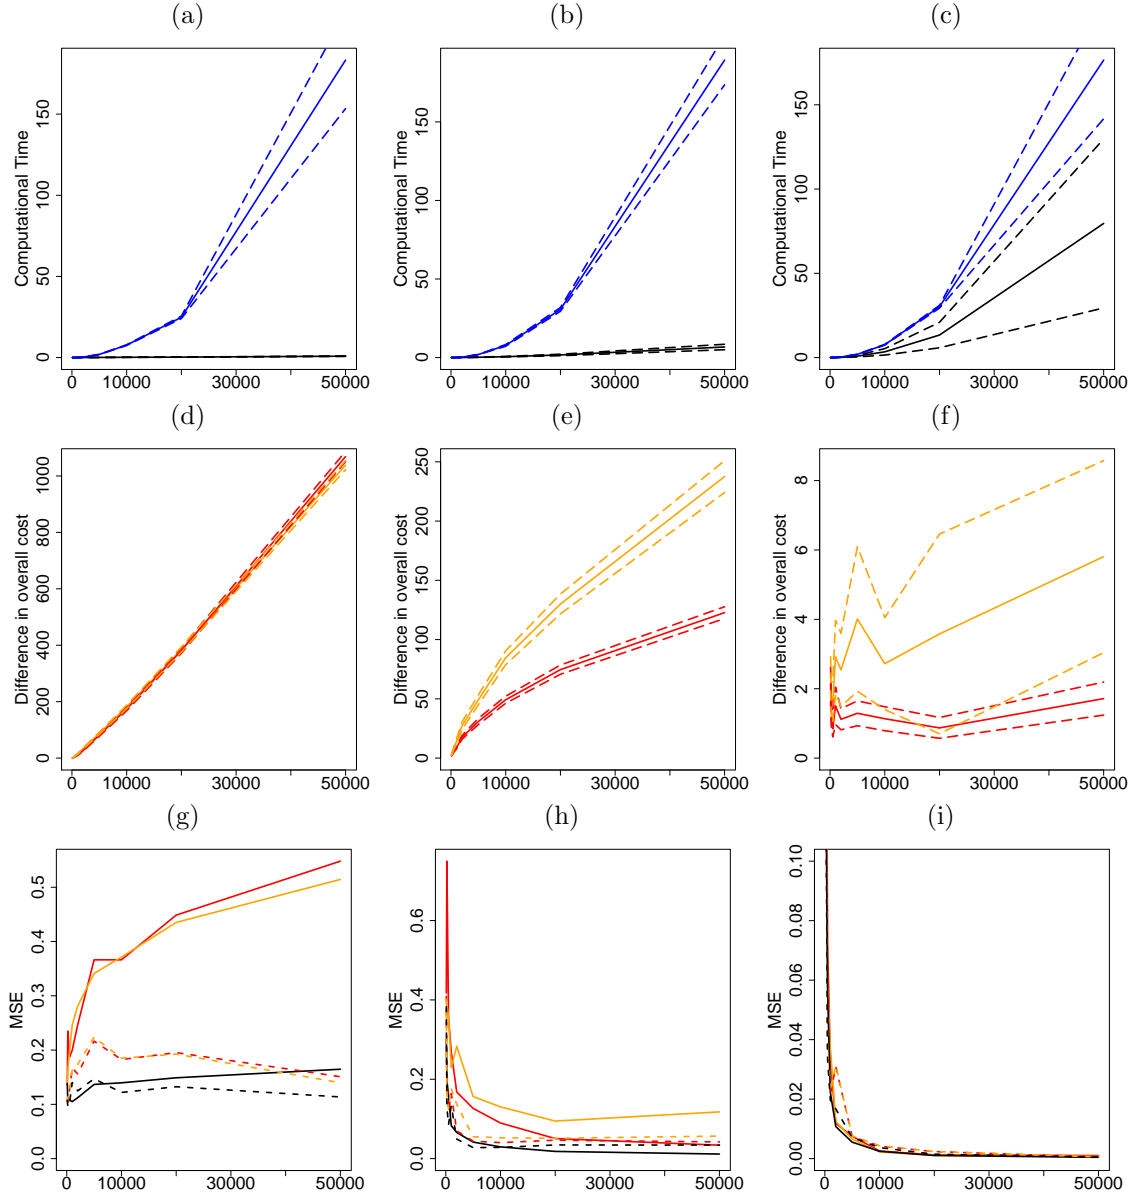 (a) (b) (c)
Computational Time
0 50 100 150
0 10000 30000 50000
Computational Time
0 50 100 150
0 10000 30000 50000
Computational Time
0 50 100 150
0 10000 30000 50000
(d) (e) (f)
Difference in overall cost
0 200 400 600 800 1000
0 10000 30000 50000
Difference in overall cost
0 50 100 150 200 250
0 10000 30000 50000
Difference in overall cost
0 2 4 6 8
0 10000 30000 50000
(g) (h) (i)
MSE
0.0 0.1 0.2 0.3 0.4 0.5
0 10000 30000 50000
MSE
0.0 0.2 0.4 0.6
0 10000 30000 50000
MSE
0.00 0.02 0.04 0.06 0.08 0.10
0 10000 30000 50000